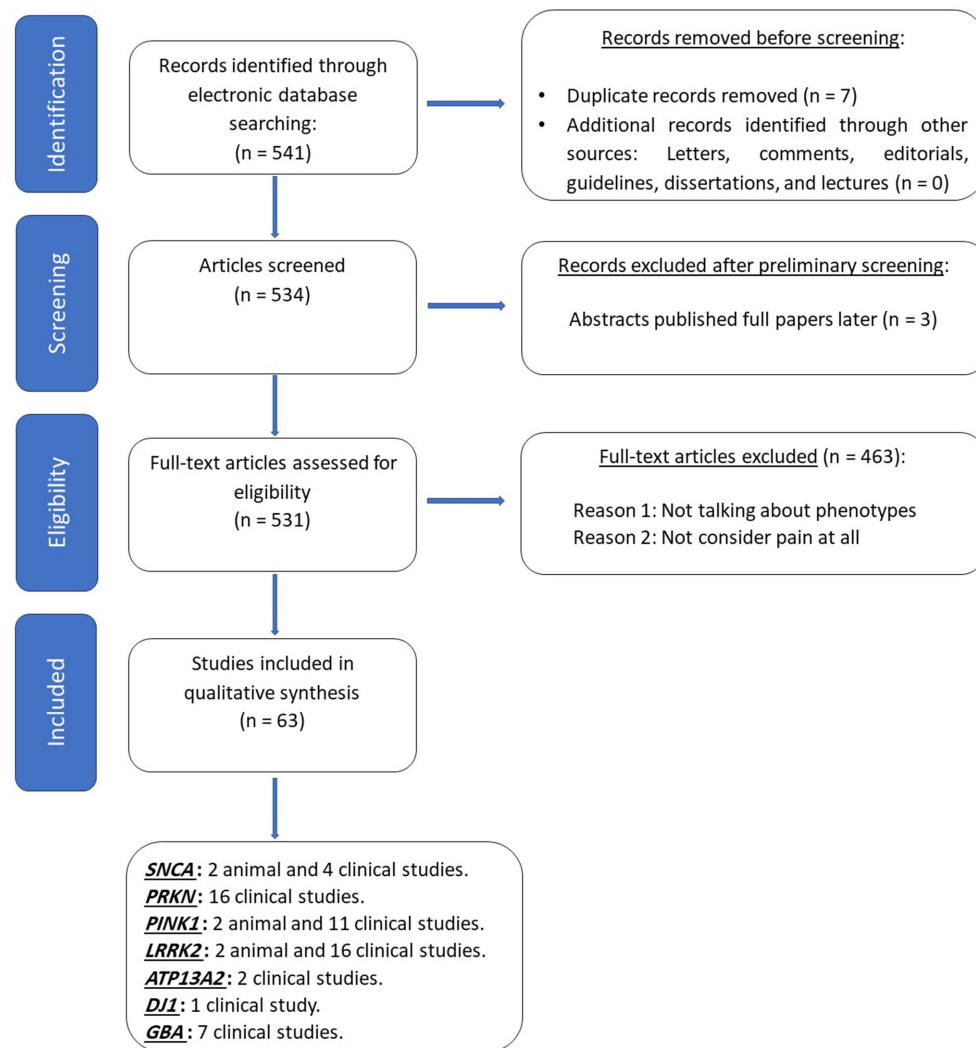 Identification
Records identified through
electronic database
searching:
(n = 541)
Records removed before screening:
• Duplicate records removed (n = 7)
• Additional records identified through other
sources: Letters, comments, editorials,
guidelines, dissertations, and lectures (n = 0)
Screening
Articles screened
(n = 534)
Records excluded after preliminary screening:
Abstracts published full papers later (n = 3)
Eligibility
Full-text articles assessed for
eligibility
(n = 531)
Full-text articles excluded (n = 463):
Reason 1: Not talking about phenotypes
Reason 2: Not consider pain at all
Included
Studies included in
qualitative synthesis
(n = 63)
SNCA: 2 animal and 4 clinical studies.
PRKN: 16 clinical studies.
PINK1: 2 animal and 11 clinical studies.
LRRK2: 2 animal and 16 clinical studies.
ATP13A2: 2 clinical studies.
DJ1: 1 clinical study.
GBA: 7 clinical studies.